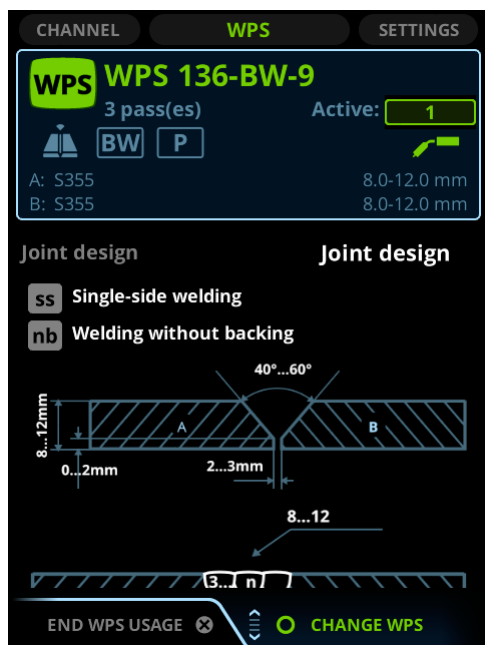 CHANNEL WPS SETTINGS
WPS WPS 136-BW-9
3 pass(es) Active: 1
BW P
A: S355 8.0-12.0 mm
B: S355 8.0-12.0 mm
Joint design Joint design
ss Single-side welding
nb Welding without backing
40°...60°
8...12mm
A B
0...2mm 2...3mm
8...12
3... n
END WPS USAGE CHANGE WPS